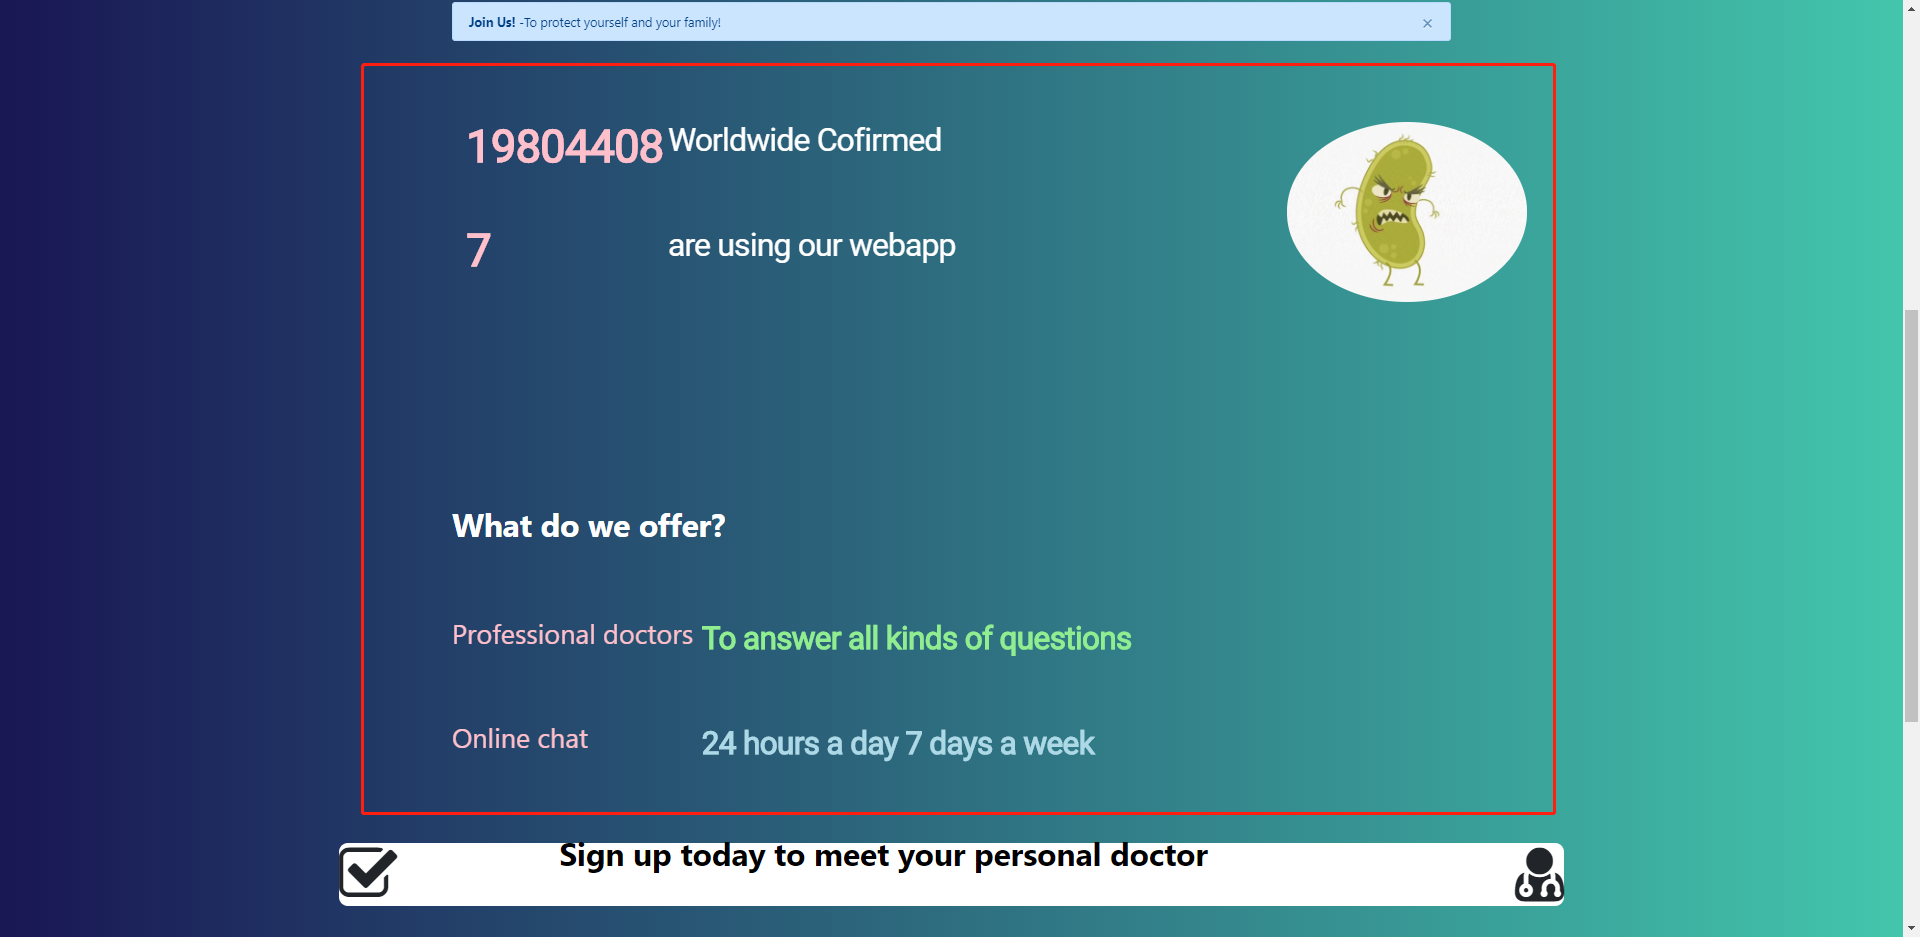 Join Us! -To protect yourself and your family! ×
19804408 Worldwide Cofirmed
7 are using our webapp
What do we offer?
Professional doctors To answer all kinds of questions
Online chat 24 hours a day 7 days a week
Sign up today to meet your personal doctor